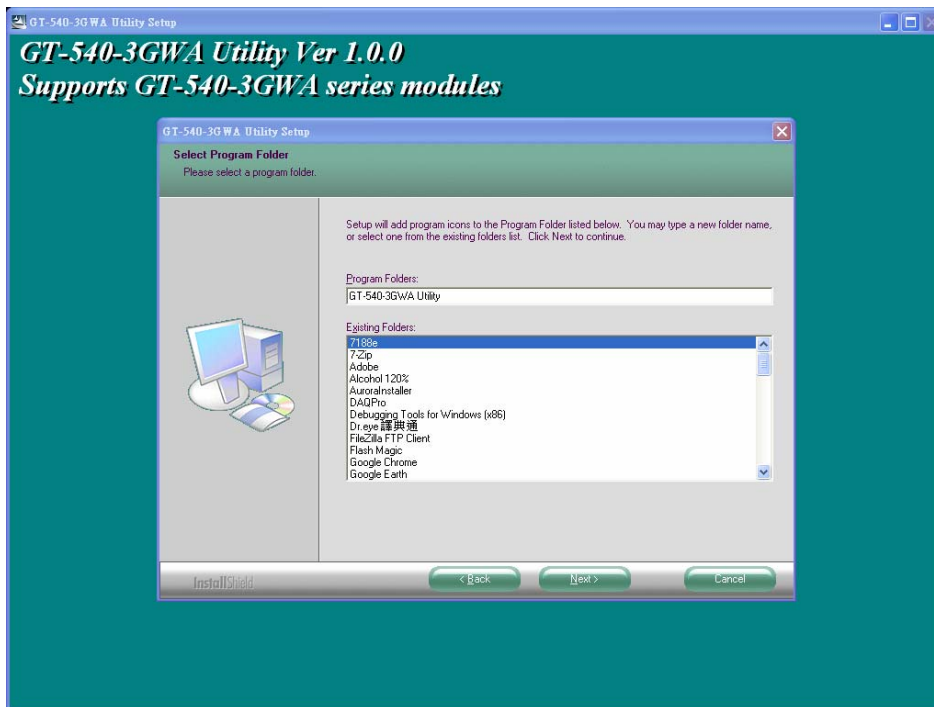 GT-540-3GWA Utility Setup
GT-540-3GWA Utility Ver 1.0.0
Supports GT-540-3GWA series modules
GT-540-3GWA Utility Setup
Select Program Folder
Please select a program folder.
Setup will add program icons to the Program Folder listed below. You may type a new folder name,
or select one from the existing folders list. Click Next to continue.
Program Folders:
GT-540-3GWA Utility
Existing Folders:
7188e
7-Zip
Adobe
Alcohol 120%
AuroraInstaller
DAQPro
Debugging Tools for Windows (x86)
Dr.eye 譯典通
FileZilla FTP Client
Flash Magic
Google Chrome
Google Earth
InstallShield
< Back
Next >
Cancel